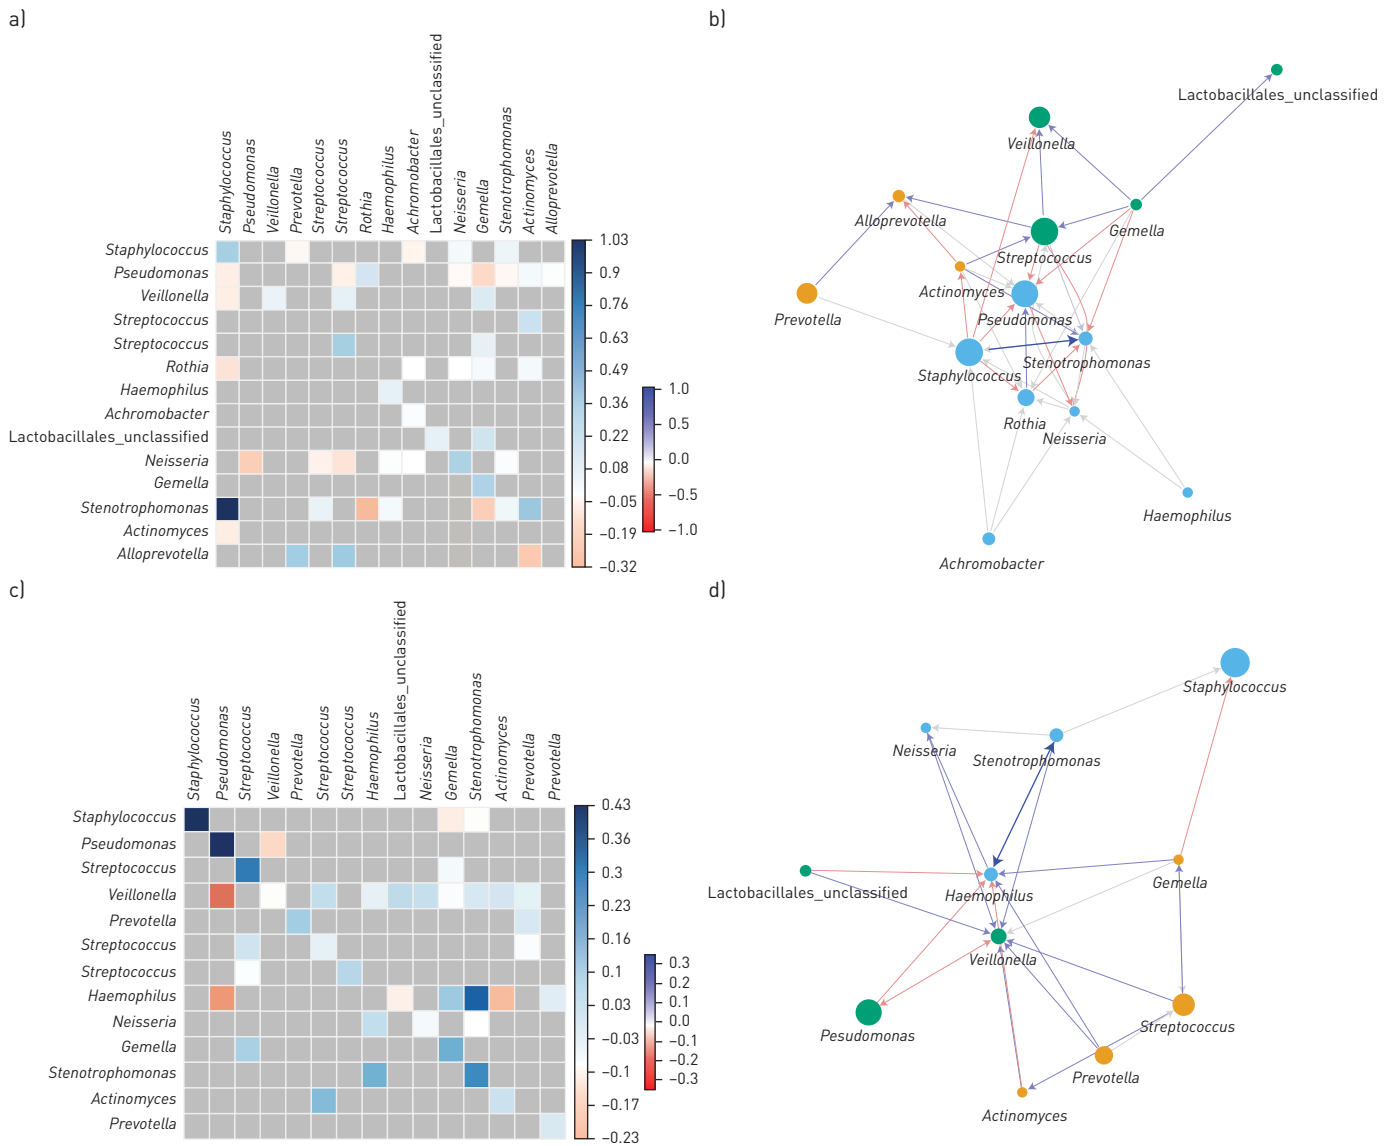 a)
Staphylococcus
Pseudomonas
Veillonella
Prevotella
Streptococcus
Streptococcus
Rothia
Haemophilus
Achromobacter
Lactobacillales_unclassified
Neisseria
Gemella
Stenotrophomonas
Actinomyces
Alloprevotella
Staphylococcus
Pseudomonas
Veillonella
Streptococcus
Streptococcus
Rothia
Haemophilus
Achromobacter
Lactobacillales_unclassified
Neisseria
Gemella
Stenotrophomonas
Actinomyces
Alloprevotella
1.03
0.9
0.76
0.63
0.49
0.36
0.22
0.08
−0.05
−0.19
−0.32
1.0
0.5
0.0
−0.5
−1.0
b)
Lactobacillales_unclassified
Veillonella
Alloprevotella
Gemella
Streptococcus
Actinomyces
Prevotella
Pseudomonas
Stenotrophomonas
Staphylococcus
Rothia
Neisseria
Haemophilus
Achromobacter
c)
Staphylococcus
Pseudomonas
Streptococcus
Veillonella
Prevotella
Streptococcus
Streptococcus
Haemophilus
Lactobacillales_unclassified
Neisseria
Gemella
Stenotrophomonas
Actinomyces
Prevotella
Prevotella
Staphylococcus
Pseudomonas
Streptococcus
Veillonella
Prevotella
Streptococcus
Streptococcus
Haemophilus
Neisseria
Gemella
Stenotrophomonas
Actinomyces
Prevotella
0.43
0.36
0.3
0.23
0.16
0.1
0.03
−0.03
−0.1
−0.17
−0.23
0.3
0.2
0.1
0.0
−0.1
−0.2
−0.3
d)
Staphylococcus
Neisseria
Stenotrophomonas
Lactobacillales_unclassified
Haemophilus
Gemella
Veillonella
Pesudomonas
Streptococcus
Prevotella
Actinomyces